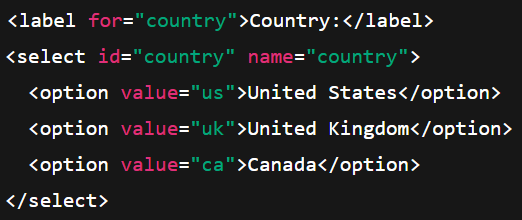 <label for="country">Country:</label>
<select id="country" name="country">
  <option value="us">United States</option>
  <option value="uk">United Kingdom</option>
  <option value="ca">Canada</option>
</select>